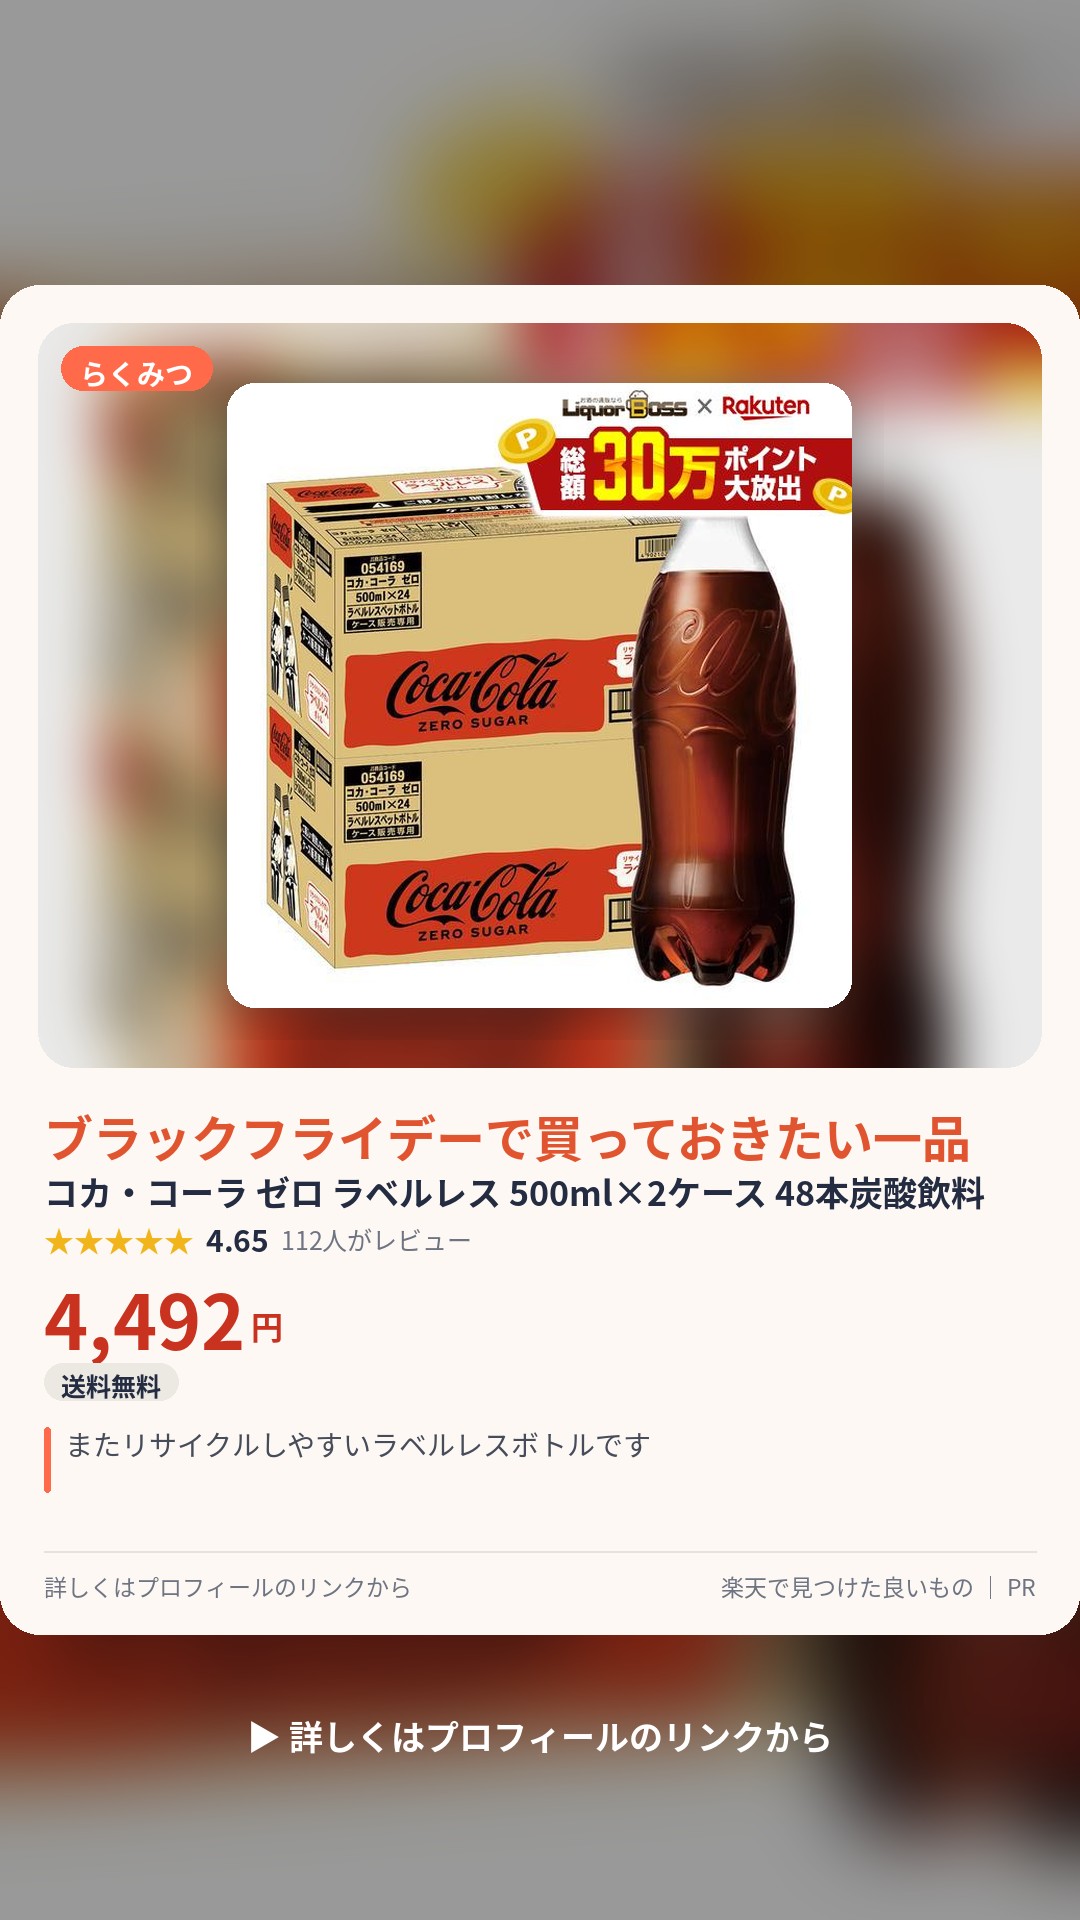 らくみつ
お酒の通販なら
Liquor Boss × Rakuten
総額 30万 ポイント 大放出
054169
コカ・コーラ ゼロ
500ml×24
ラベルレスペットボトル
ケース販売専用
Coca-Cola
ZERO SUGAR
054169
コカ・コーラ ゼロ
500ml×24
ラベルレスペットボトル
ケース販売専用
Coca-Cola
ZERO SUGAR
ブラックフライデーで買っておきたい一品
コカ・コーラ ゼロ ラベルレス 500ml×2ケース 48本炭酸飲料
★★★★★ 4.65 112人がレビュー
4,492円
送料無料
またリサイクルしやすいラベルレスボトルです
詳しくはプロフィールのリンクから
楽天で見つけた良いもの | PR
▶ 詳しくはプロフィールのリンクから